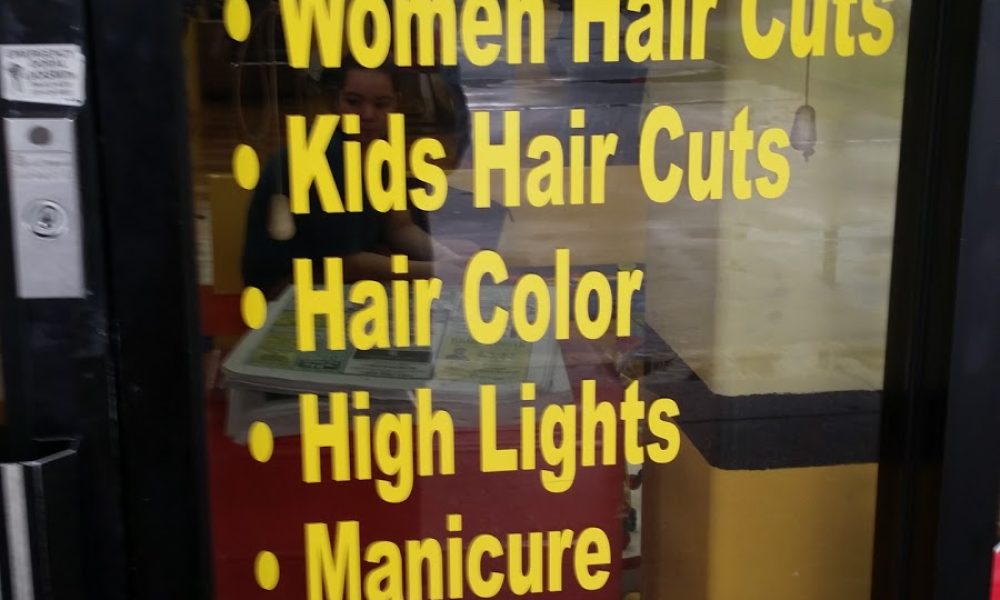 • Women Hair Cuts
• Kids Hair Cuts
• Hair Color
• High Lights
• Manicure